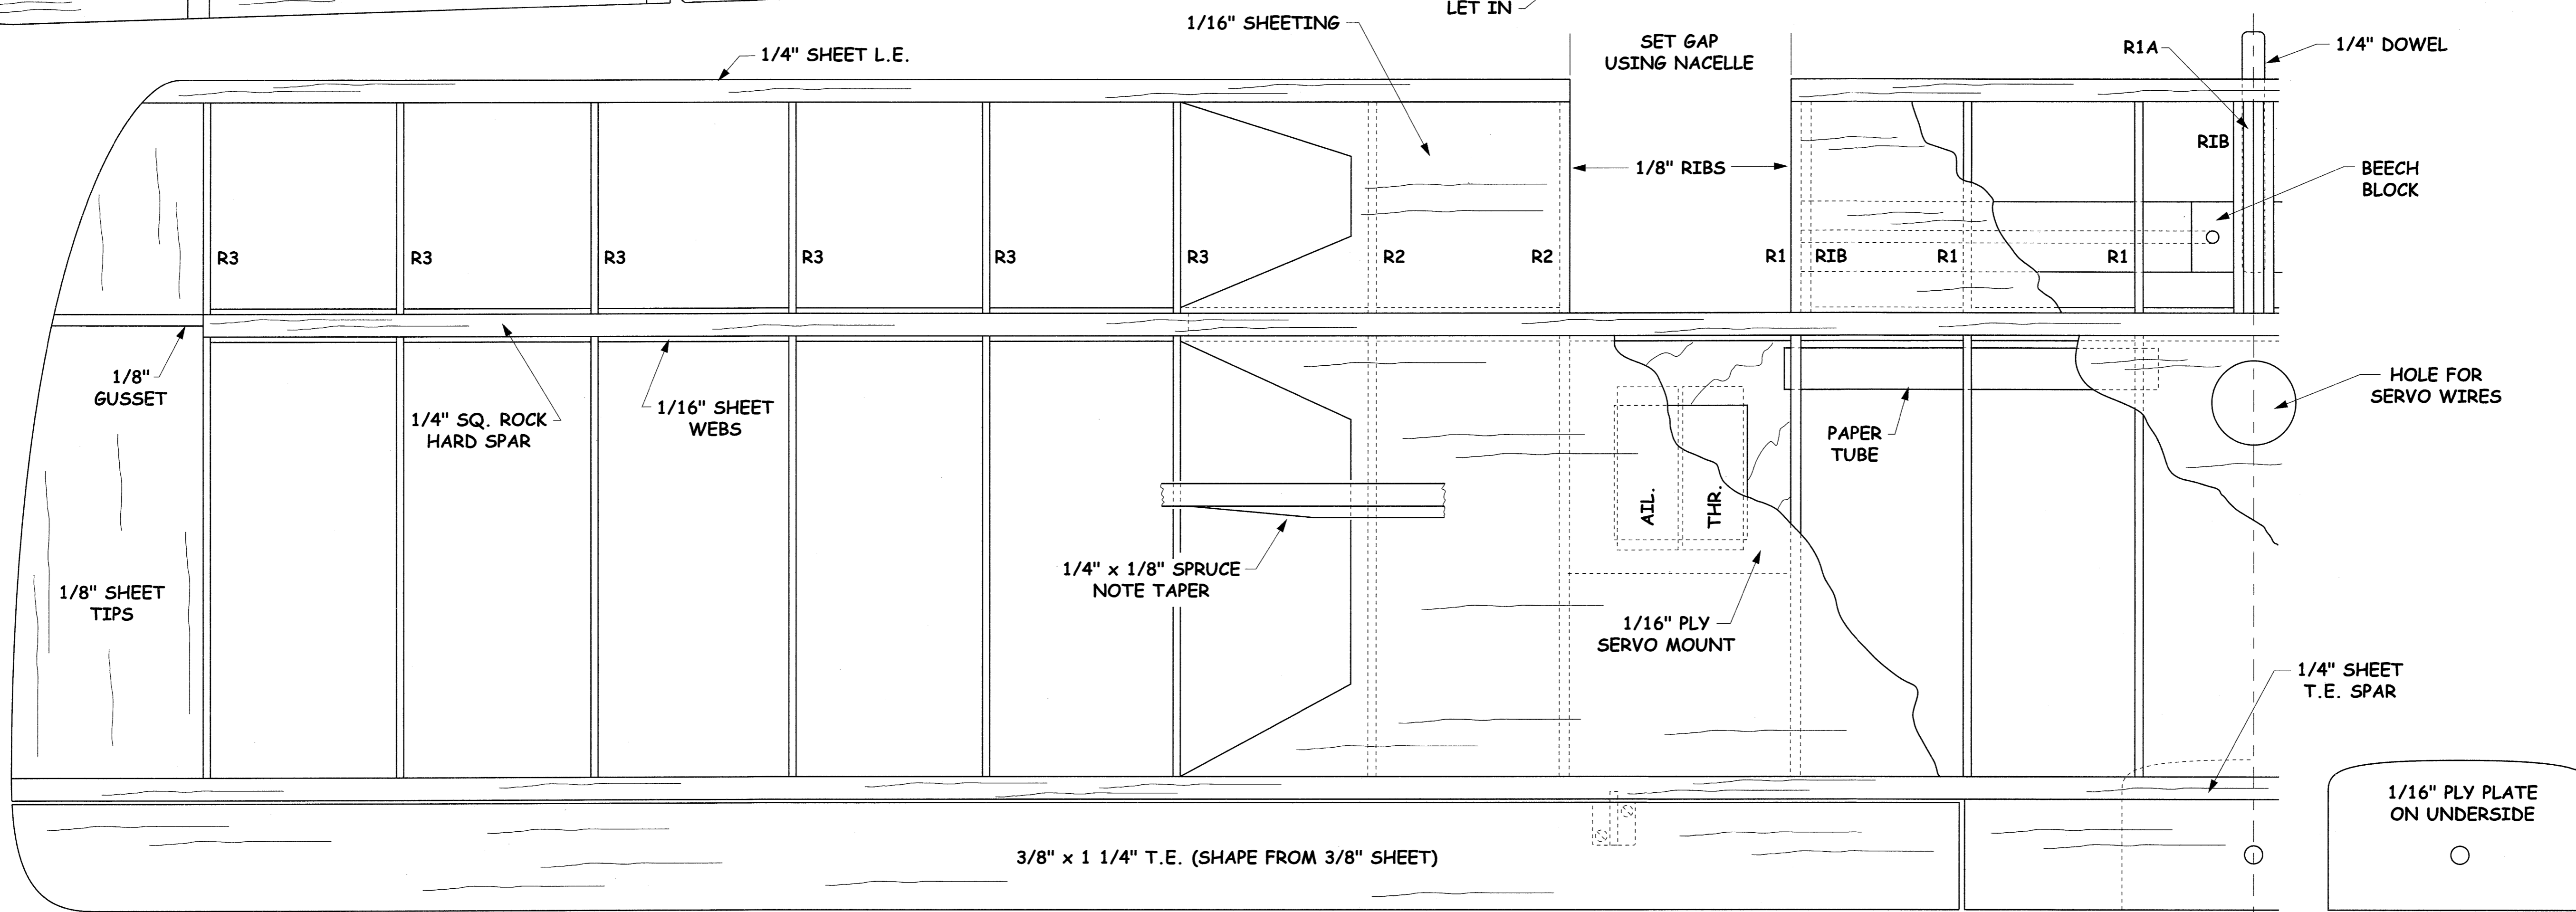 LET IN
1/16" SHEETING
1/4" SHEET L.E.
SET GAP
USING NACELLE
R1A
1/4" DOWEL
RIB
1/8" RIBS
BEECH
BLOCK
R3
R3
R3
R3
R3
R3
R2
R2
R1
RIB
R1
R1
1/8"
GUSSET
1/4" SQ. ROCK
HARD SPAR
1/16" SHEET
WEBS
HOLE FOR
SERVO WIRES
PAPER
TUBE
AIL.
THR.
1/4" x 1/8" SPRUCE
NOTE TAPER
1/8" SHEET
TIPS
1/16" PLY
SERVO MOUNT
1/4" SHEET
T.E. SPAR
1/16" PLY PLATE
ON UNDERSIDE
3/8" x 1 1/4" T.E. (SHAPE FROM 3/8" SHEET)